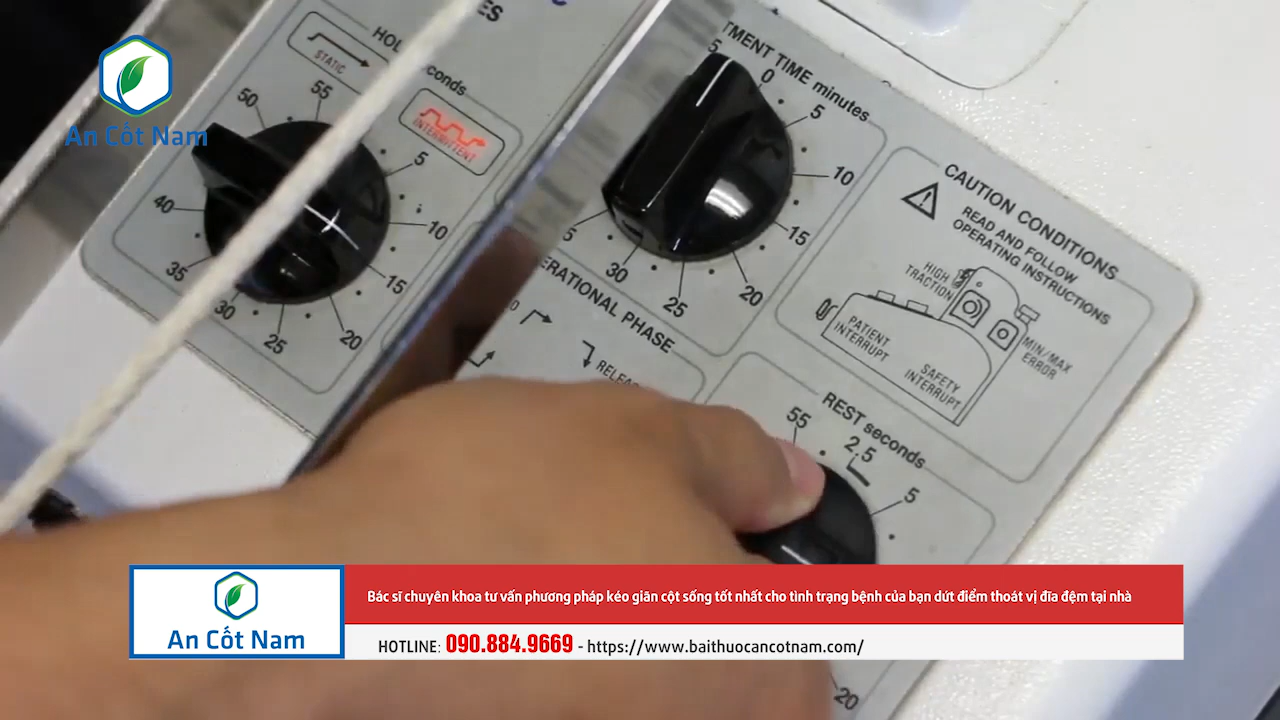 An Cốt Nam
STATIC
INTERMITTENT
50
55
5
10
15
20
25
30
35
40
TMENT TIME minutes
5
0
5
10
15
20
25
30
5
CAUTION CONDITIONS
READ AND FOLLOW
OPERATING INSTRUCTIONS
HIGH
TRACTION
PATIENT
INTERRUPT
SAFETY
INTERRUPT
MIN/MAX
ERROR
ERATIONAL PHASE
REST seconds
55
2.5
5
20
An Cốt Nam
Bác sĩ chuyên khoa tư vấn phương pháp kéo giãn cột sống tốt nhất cho tình trạng bệnh của bạn dứt điểm thoát vị đĩa đệm tại nhà
HOTLINE: 090.884.9669 - https://www.baithuocancotnam.com/